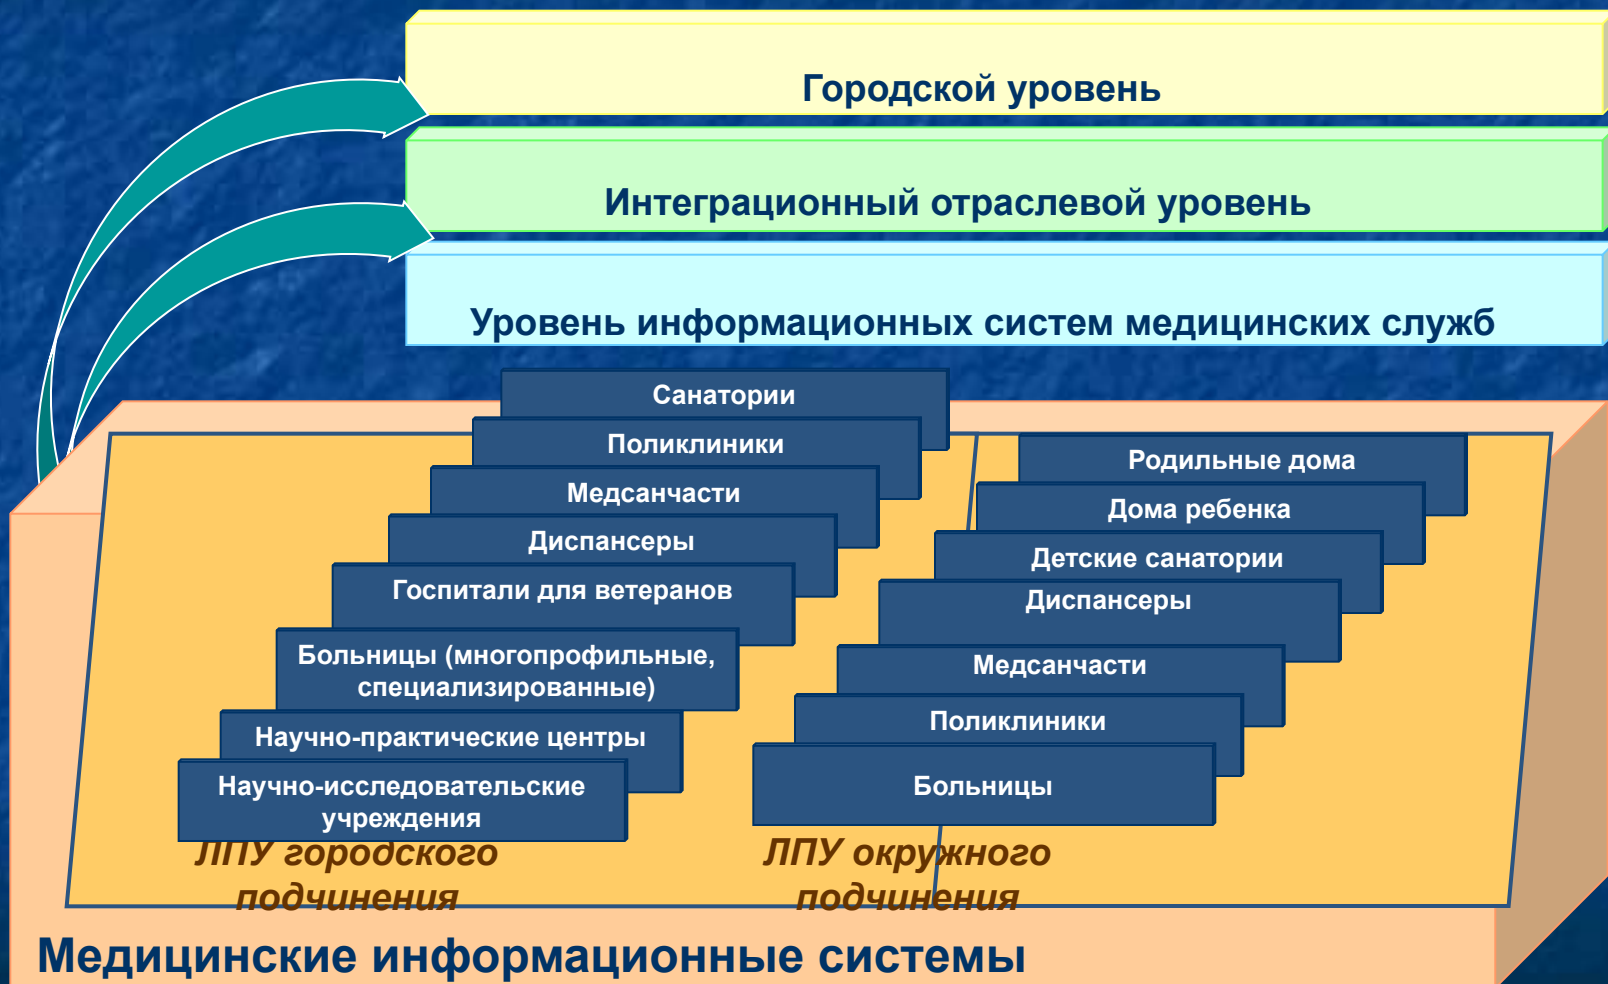 Городской уровень
Интеграционный отраслевой уровень
Уровень информационных систем медицинских служб
Санатории
Поликлиники
Медсанчасти
Диспансеры
Госпитали для ветеранов
Больницы (многопрофильные,
специализированные)
Научно-практические центры
Научно-исследовательские
учреждения
ЛПУ городского
подчинения
Родильные дома
Дома ребенка
Детские санатории
Диспансеры
Медсанчасти
Поликлиники
Больницы
ЛПУ окружного
подчинения
Медицинские информационные системы